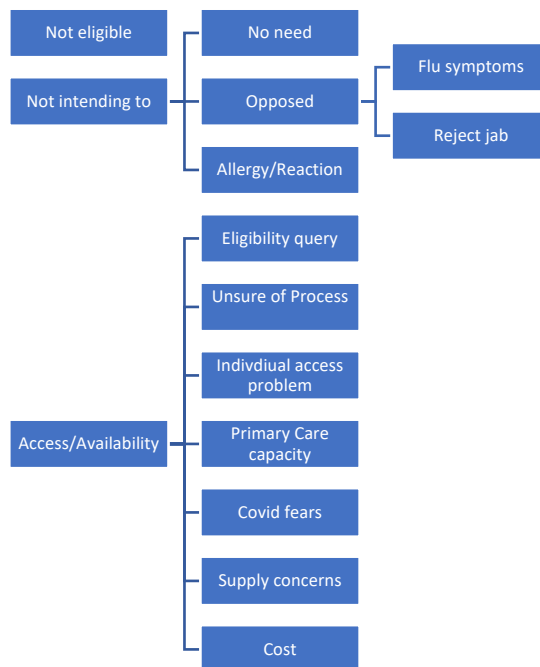 Not eligible
No need
Flu symptoms
Not intending to
Opposed
Reject jab
Allergy/Reaction
Eligibility query
Unsure of Process
Indivdiual access
problem
Access/Availability
Primary Care
capacity
Covid fears
Supply concerns
Cost